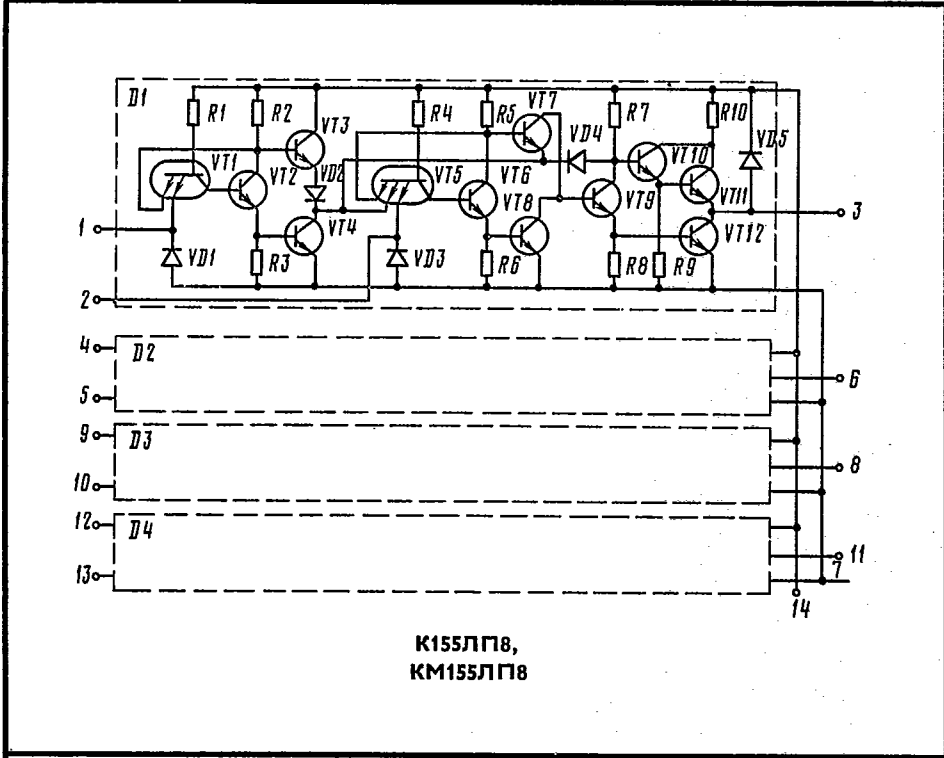 D1
R1
R2
VT3
R4
R5
VT7
VD4
R7
R10
VT1
VT2
VD2
VT5
VT6
VT10
VD5
VT4
VT8
VT9
VT11
1
VD1
R3
VD3
R6
R8
R9
VT12
3
2
4
D2
5
6
9
D3
10
8
12
D4
13
11
7
14
К155ЛП8,
КМ155ЛП8